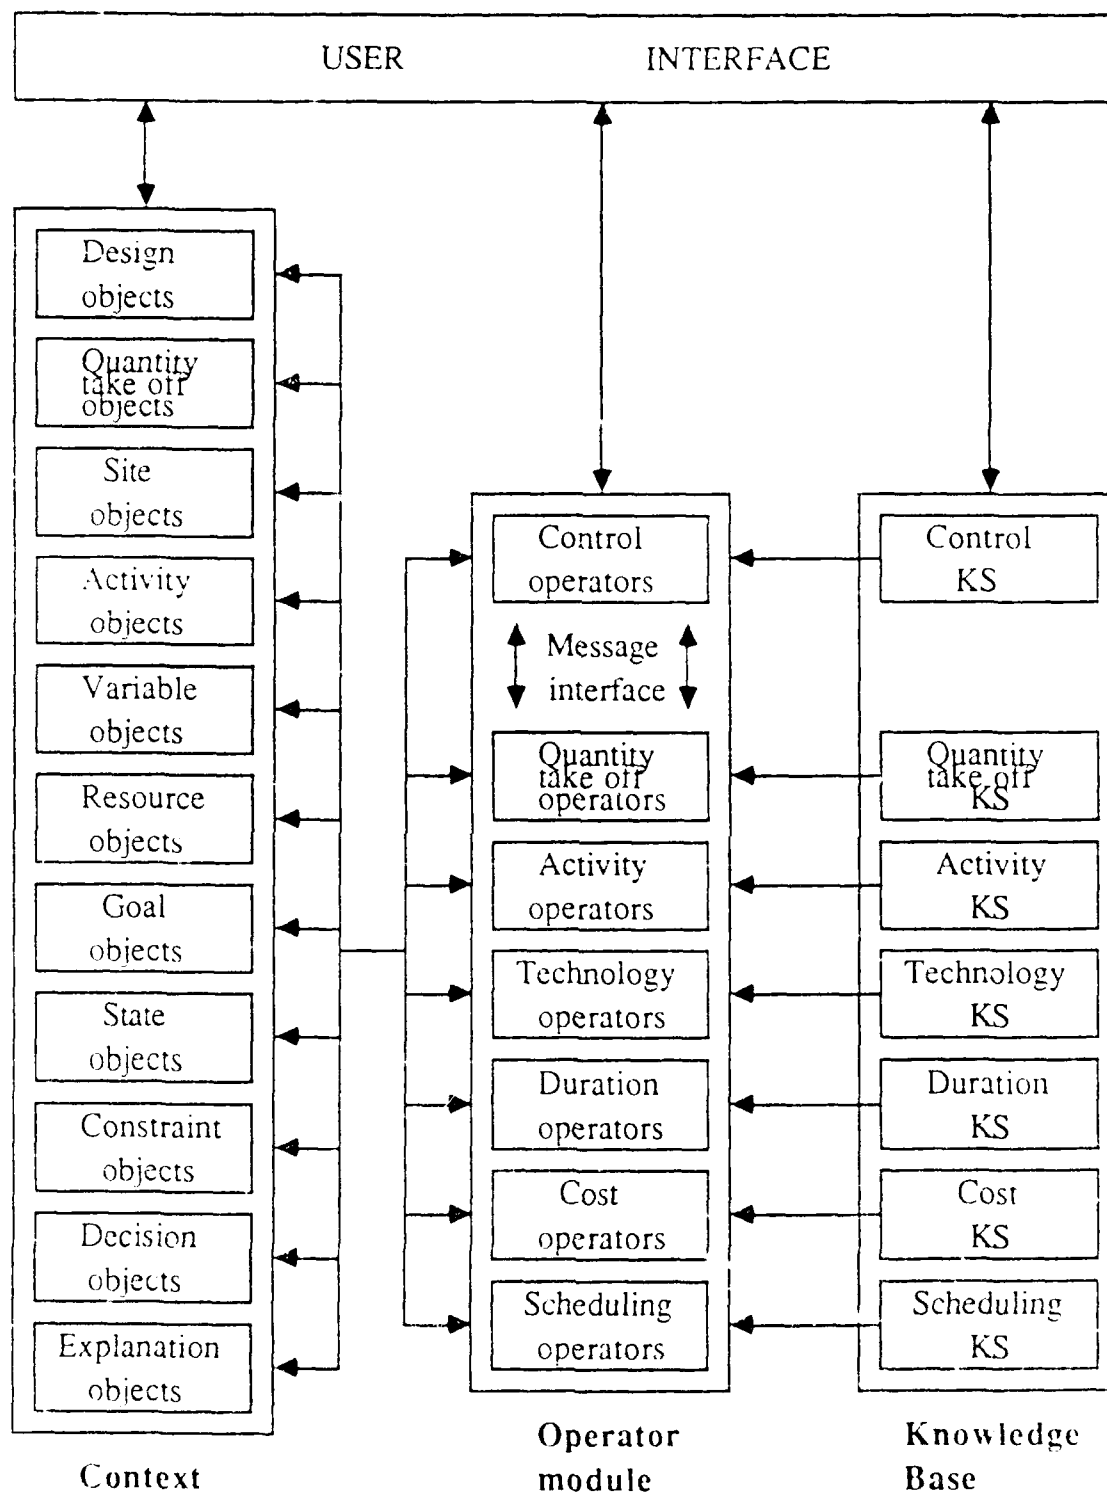 USER INTERFACE
Design
objects
Quantity
take off
objects
Site
objects
Activity
objects
Variable
objects
Resource
objects
Goal
objects
State
objects
Constraint
objects
Decision
objects
Explanation
objects
Context
Control
operators
Message
interface
Quantity
take off
operators
Activity
operators
Technology
operators
Duration
operators
Cost
operators
Scheduling
operators
Operator
module
Control
KS
Quantity
take off
KS
Activity
KS
Technology
KS
Duration
KS
Cost
KS
Scheduling
KS
Knowledge
Base